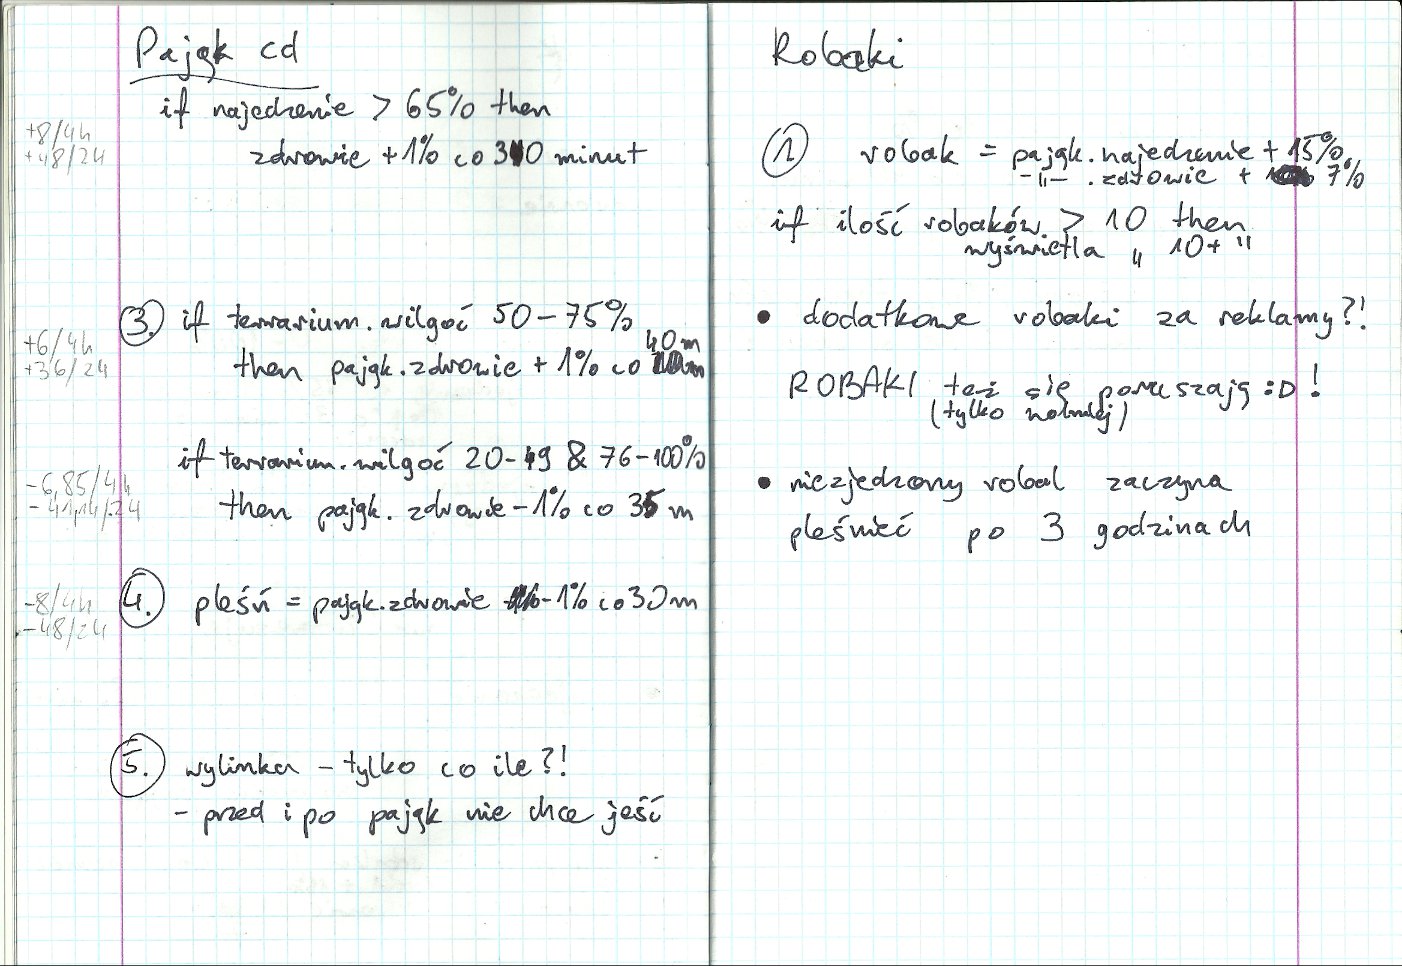 Pająk cd
if najedzenie > 65% then
+8/4h
+48/24
zdrowie +1% co 30 minut
3. if terrarium.wilgoć 50-75%
+6/4h
+36/24
then pająk.zdrowie +1% co 40m
if terrarium.wilgoć 20-49 & 76-100%
-6,85/4h
-41,14/24
then pająk.zdrowie -1% co 35 m
-8/4h
-48/24
4. pleśń = pająk.zdrowie -1% co 30m
5. wylinka - tylko co ile?!
- przed i po pająk nie chce jeść
Robaki
1 robak = pająk.najedzenie +15%
-"- .zdrowie + 7%
if ilość robaków > 10 then
wyświetla „ 10+ "
• dodatkowe robaki za reklamy?!
ROBAKI też się poruszają :D !
(tylko wolniej)
• niezjedzony robal zaczyna
pleśnieć po 3 godzinach